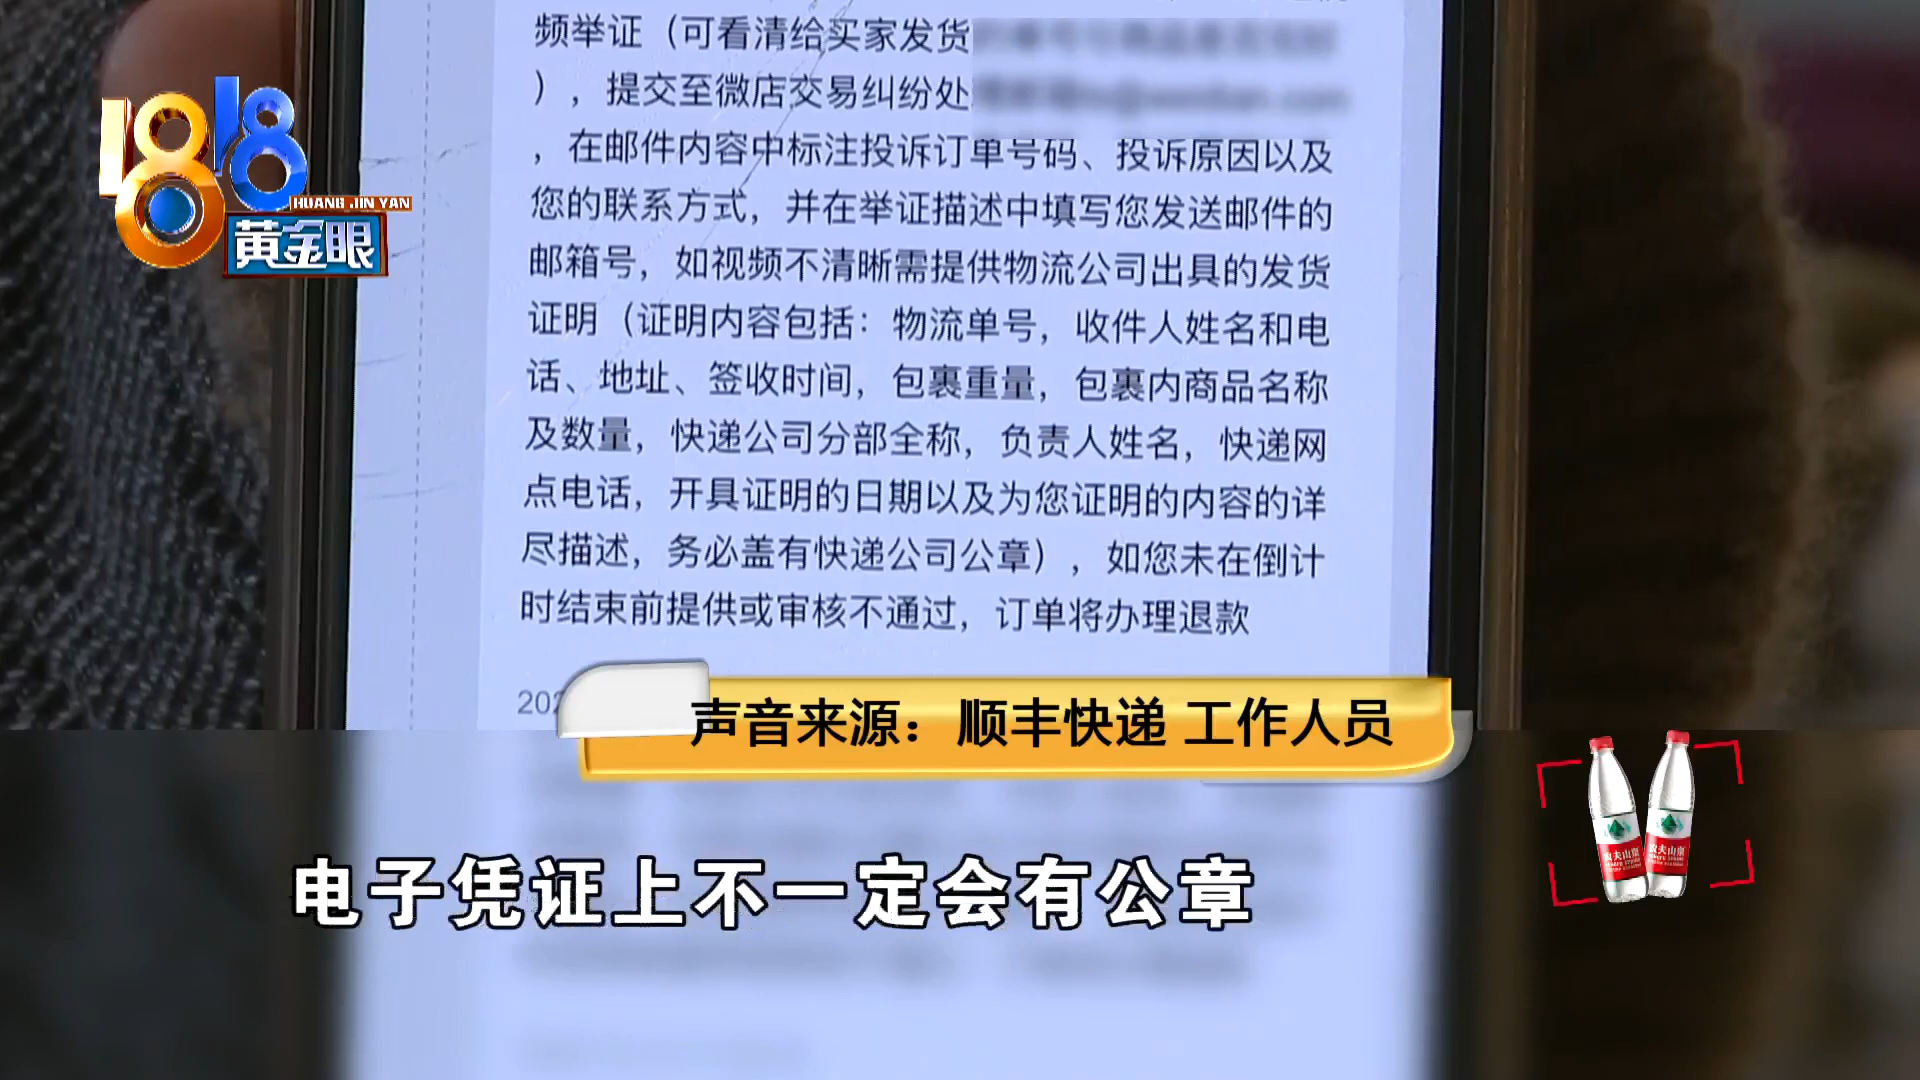 频举证（可看清给买家发货
），提交至微店交易纠纷处
，在邮件内容中标注投诉订单号码、投诉原因以及
您的联系方式，并在举证描述中填写您发送邮件的
邮箱号，如视频不清晰需提供物流公司出具的发货
证明（证明内容包括：物流单号，收件人姓名和电
话、地址、签收时间，包裹重量，包裹内商品名称
及数量，快递公司分部全称，负责人姓名，快递网
点电话，开具证明的日期以及为您证明的内容的详
尽描述，务必盖有快递公司公章），如您未在倒计
时结束前提供或审核不通过，订单将办理退款
202
1818
HUANG JIN YAN
黄金眼
声音来源：顺丰快递 工作人员
电子凭证上不一定会有公章
农夫山泉
农夫山泉